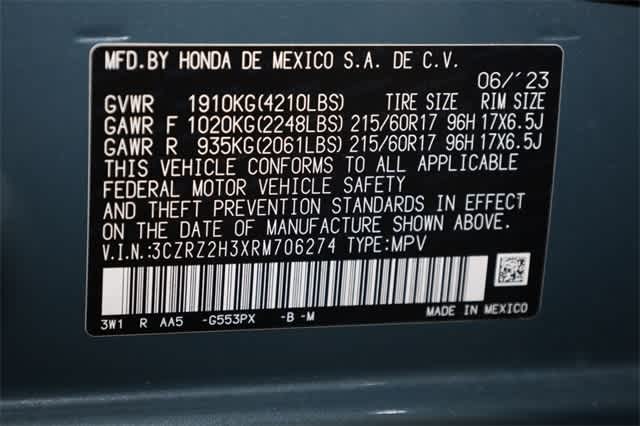 MFD.BY HONDA DE MEXICO S.A. DE C.V.
06/´23
GVWR 1910KG(4210LBS) TIRE SIZE RIM SIZE
GAWR F 1020KG(2248LBS) 215/60R17 96H 17X6.5J
GAWR R 935KG(2061LBS) 215/60R17 96H 17X6.5J
THIS VEHICLE CONFORMS TO ALL APPLICABLE
FEDERAL MOTOR VEHICLE SAFETY
AND THEFT PREVENTION STANDARDS IN EFFECT
ON THE DATE OF MANUFACTURE SHOWN ABOVE.
V.I.N.:3CZRZ2H3XRM706274 TYPE:MPV
3W1 R AA5 -G553PX -B -M MADE IN MEXICO